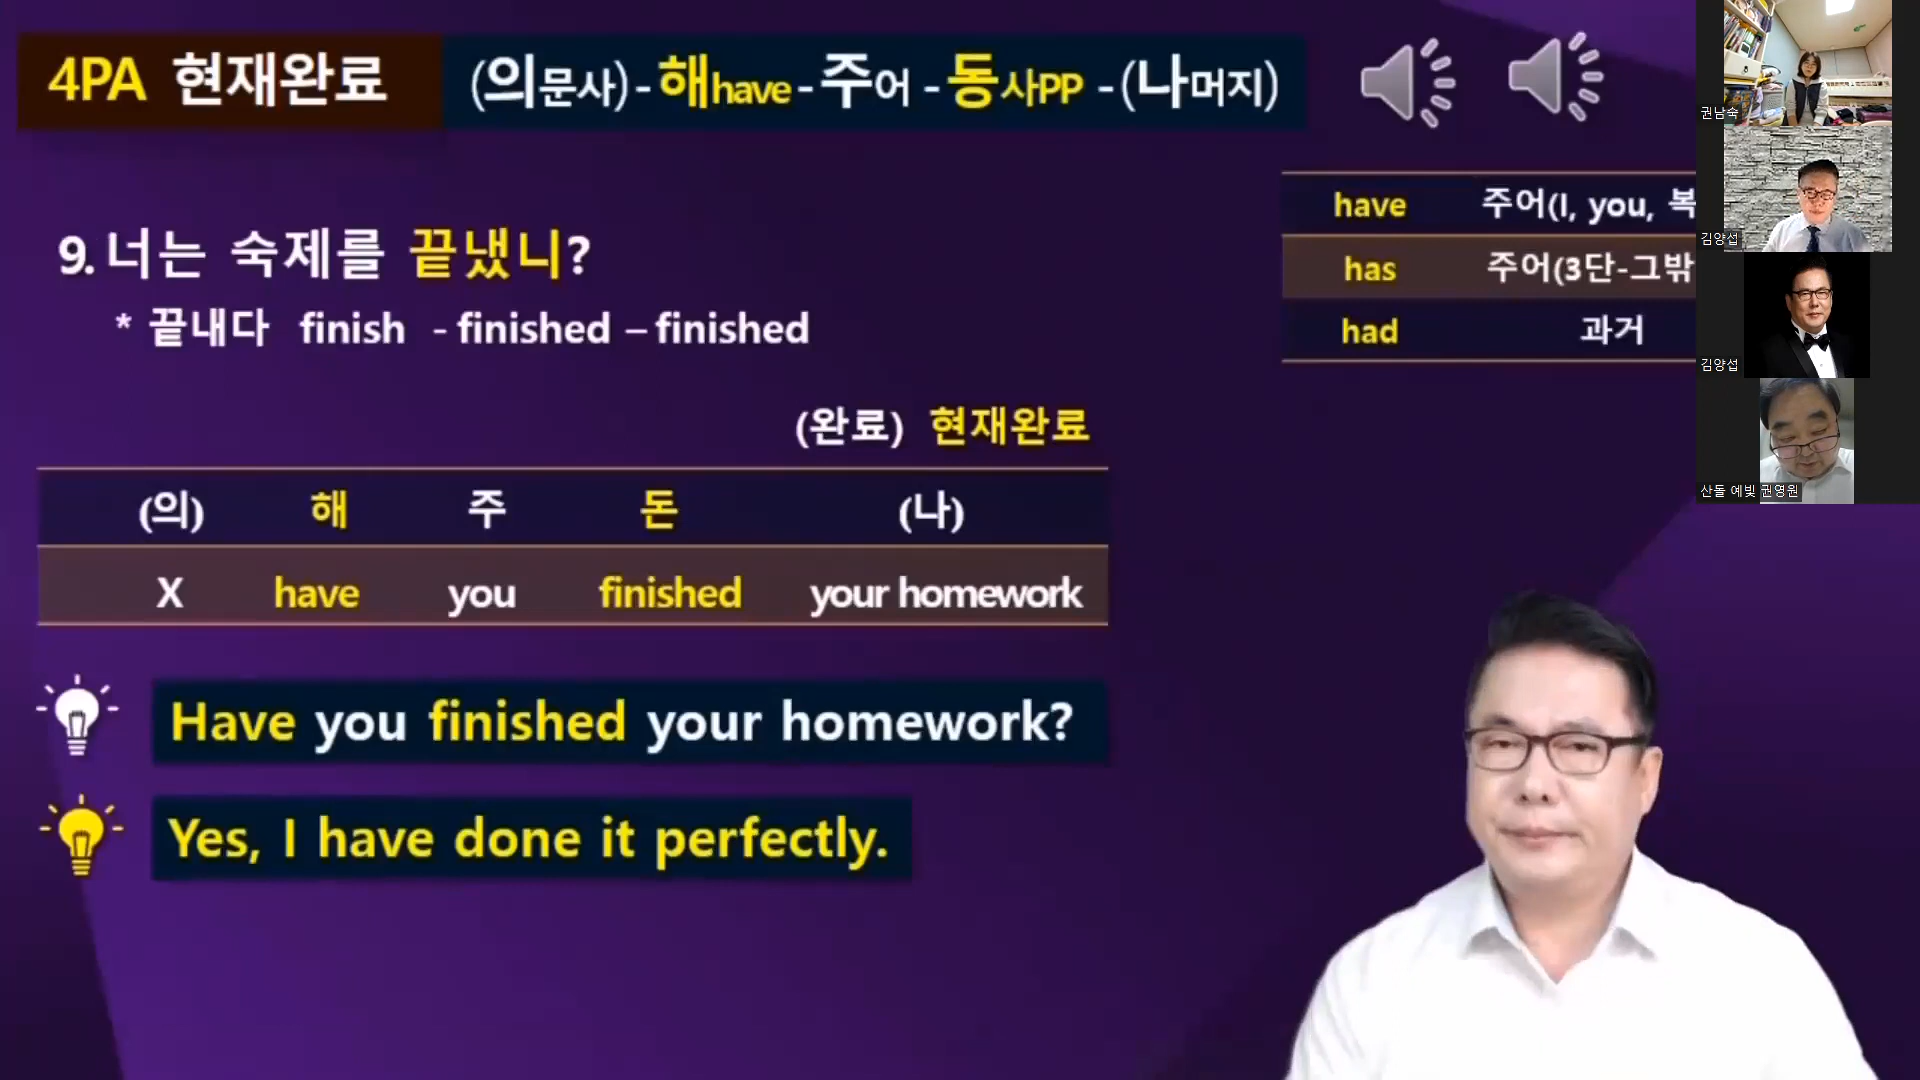 4PA 현재완료 (의문사) - 해have - 주어 - 동사PP - (나머지)
9. 너는 숙제를 끝냈니?
* 끝내다 finish - finished – finished
have 주어(I, you, 복
has 주어(3단-그밖
had 과거
(완료) 현재완료
(의) 해 주 돈 (나)
X have you finished your homework
Have you finished your homework?
Yes, I have done it perfectly.
권남숙
김양섭
김양섭
산돌 예빛 권영원